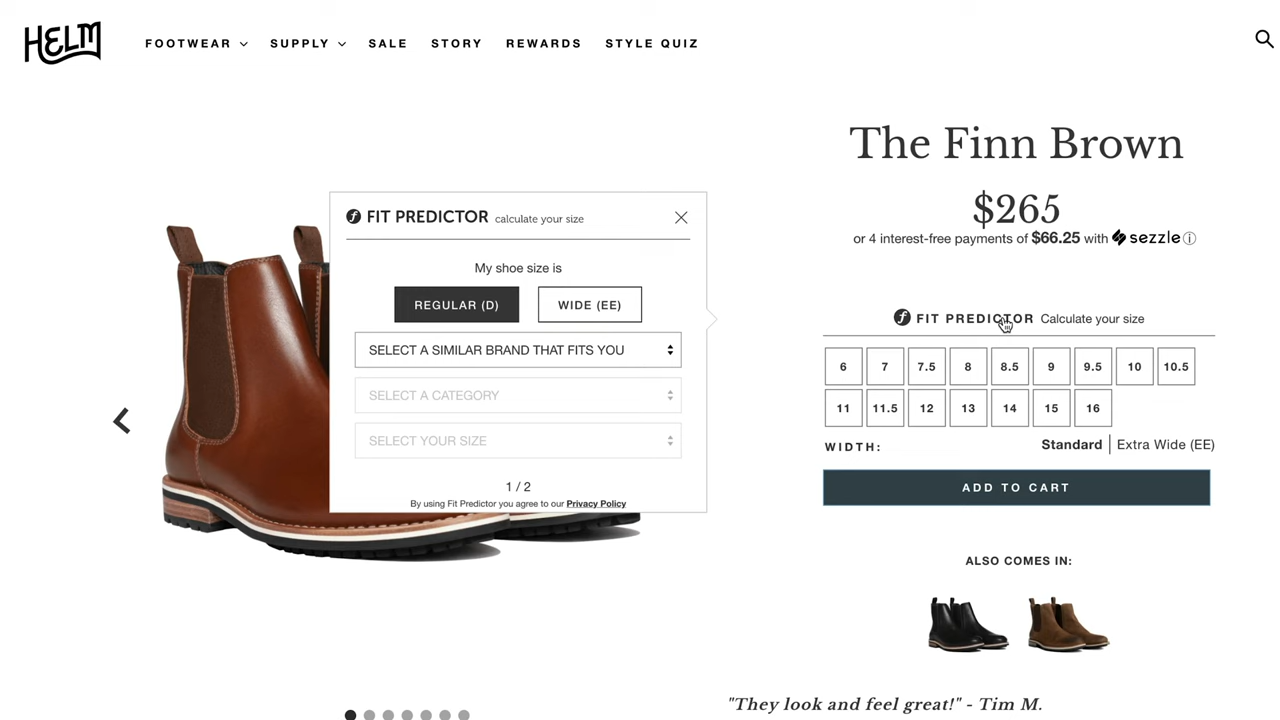 HELM
FOOTWEAR SUPPLY SALE STORY REWARDS STYLE QUIZ
The Finn Brown
$265
or 4 interest-free payments of $66.25 with sezzle
FIT PREDICTOR Calculate your size
6 7 7.5 8 8.5 9 9.5 10 10.5
11 11.5 12 13 14 15 16
WIDTH: Standard | Extra Wide (EE)
ADD TO CART
ALSO COMES IN:
"They look and feel great!" - Tim M.
FIT PREDICTOR calculate your size
My shoe size is
REGULAR (D) WIDE (EE)
SELECT A SIMILAR BRAND THAT FITS YOU
SELECT A CATEGORY
SELECT YOUR SIZE
1 / 2
By using Fit Predictor you agree to our Privacy Policy